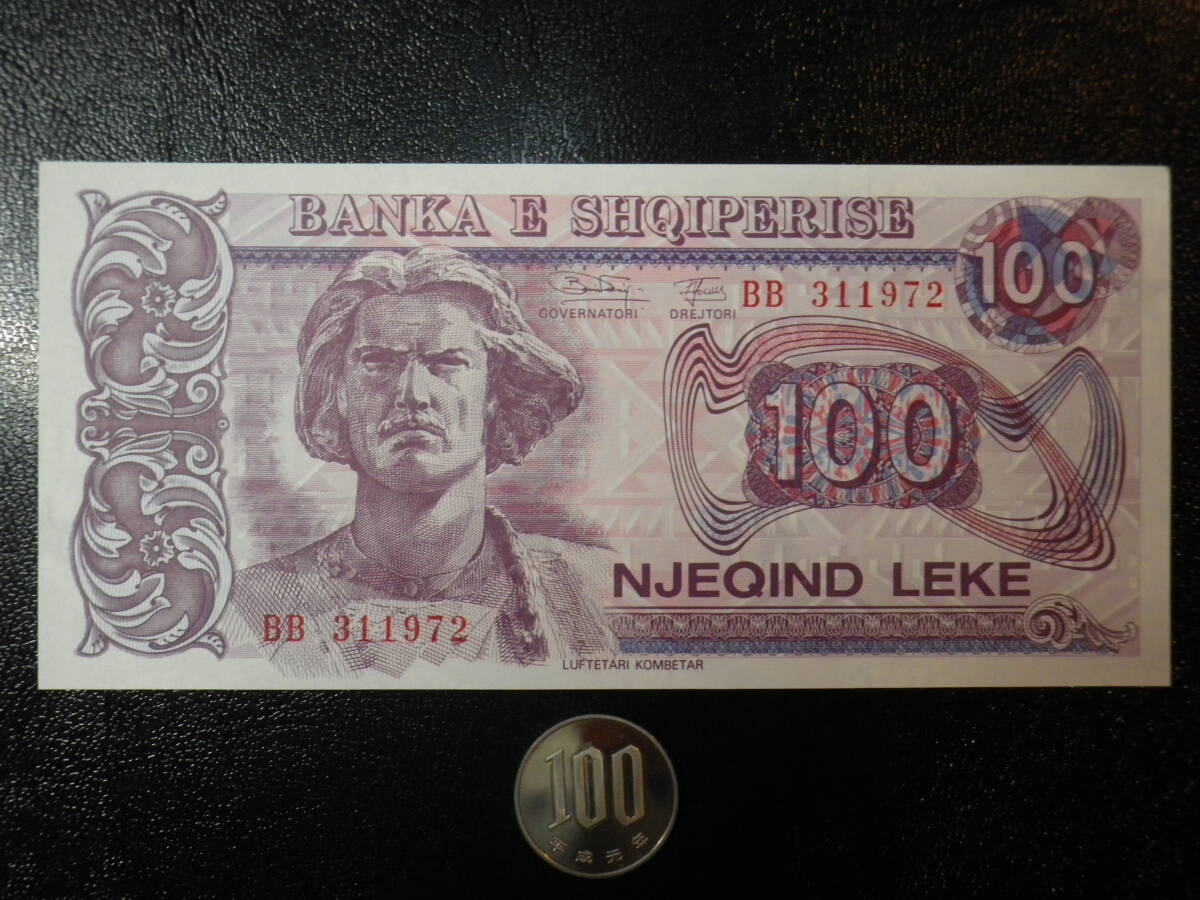 BANKA E SHQIPERISE
100
GOVERNATORI DREJTORI BB 311972
100
NJEQIND LEKE
BB 311972
LUFTETARI KOMBETAR
100
平成元年